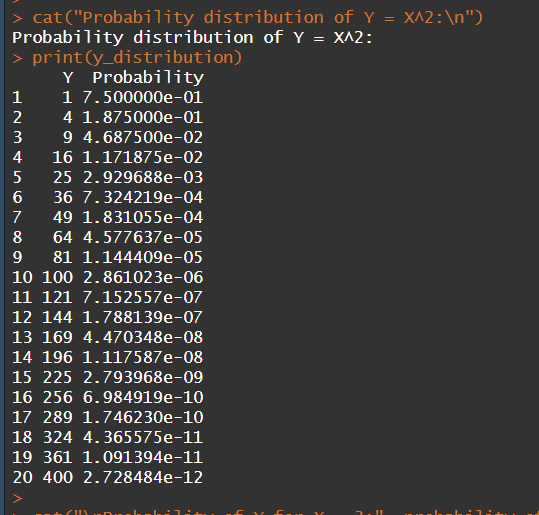 >
> cat("Probability distribution of Y = X^2:\n")
Probability distribution of Y = X^2:
> print(y_distribution)
Y Probability
1 1 7.500000e-01
2 4 1.875000e-01
3 9 4.687500e-02
4 16 1.171875e-02
5 25 2.929688e-03
6 36 7.324219e-04
7 49 1.831055e-04
8 64 4.577637e-05
9 81 1.144409e-05
10 100 2.861023e-06
11 121 7.152557e-07
12 144 1.788139e-07
13 169 4.470348e-08
14 196 1.117587e-08
15 225 2.793968e-09
16 256 6.984919e-10
17 289 1.746230e-10
18 324 4.365575e-11
19 361 1.091394e-11
20 400 2.728484e-12
>